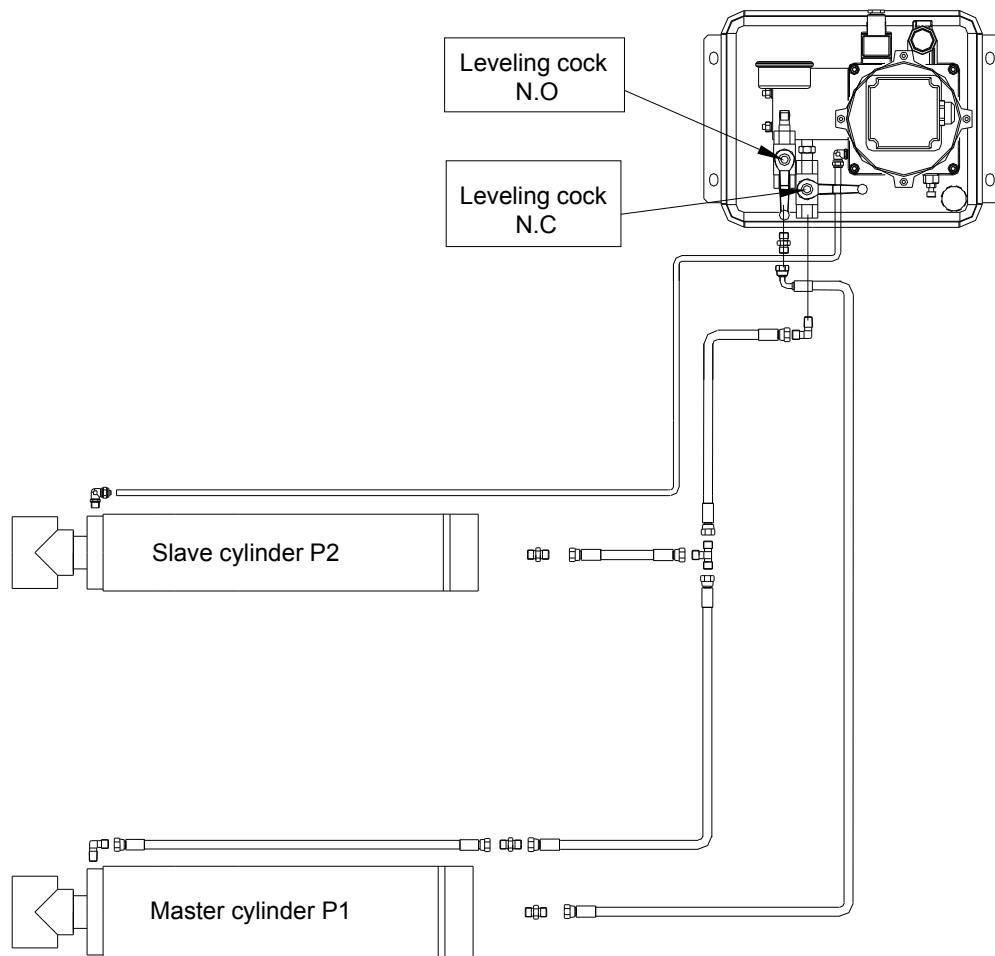 Leveling cock
N.O
Leveling cock
N.C
Slave cylinder P2
Master cylinder P1